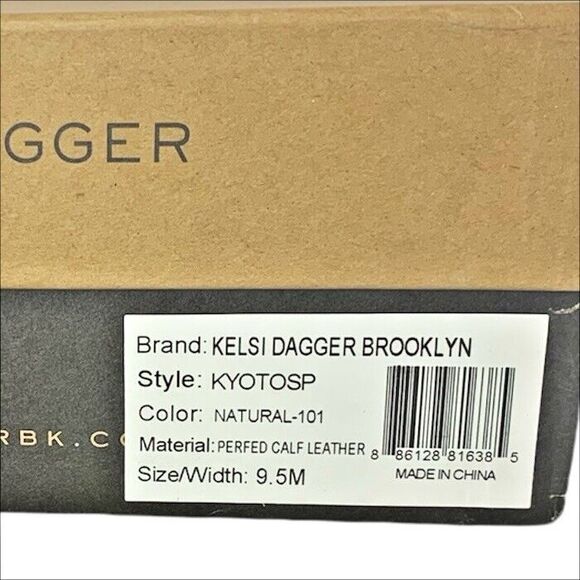 GGER
Brand: KELSI DAGGER BROOKLYN
Style: KYOTOSP
Color: NATURAL-101
RBK.CO
Material: PERFED CALF LEATHER
8 86128 81638 5
Size/Width: 9.5M
MADE IN CHINA